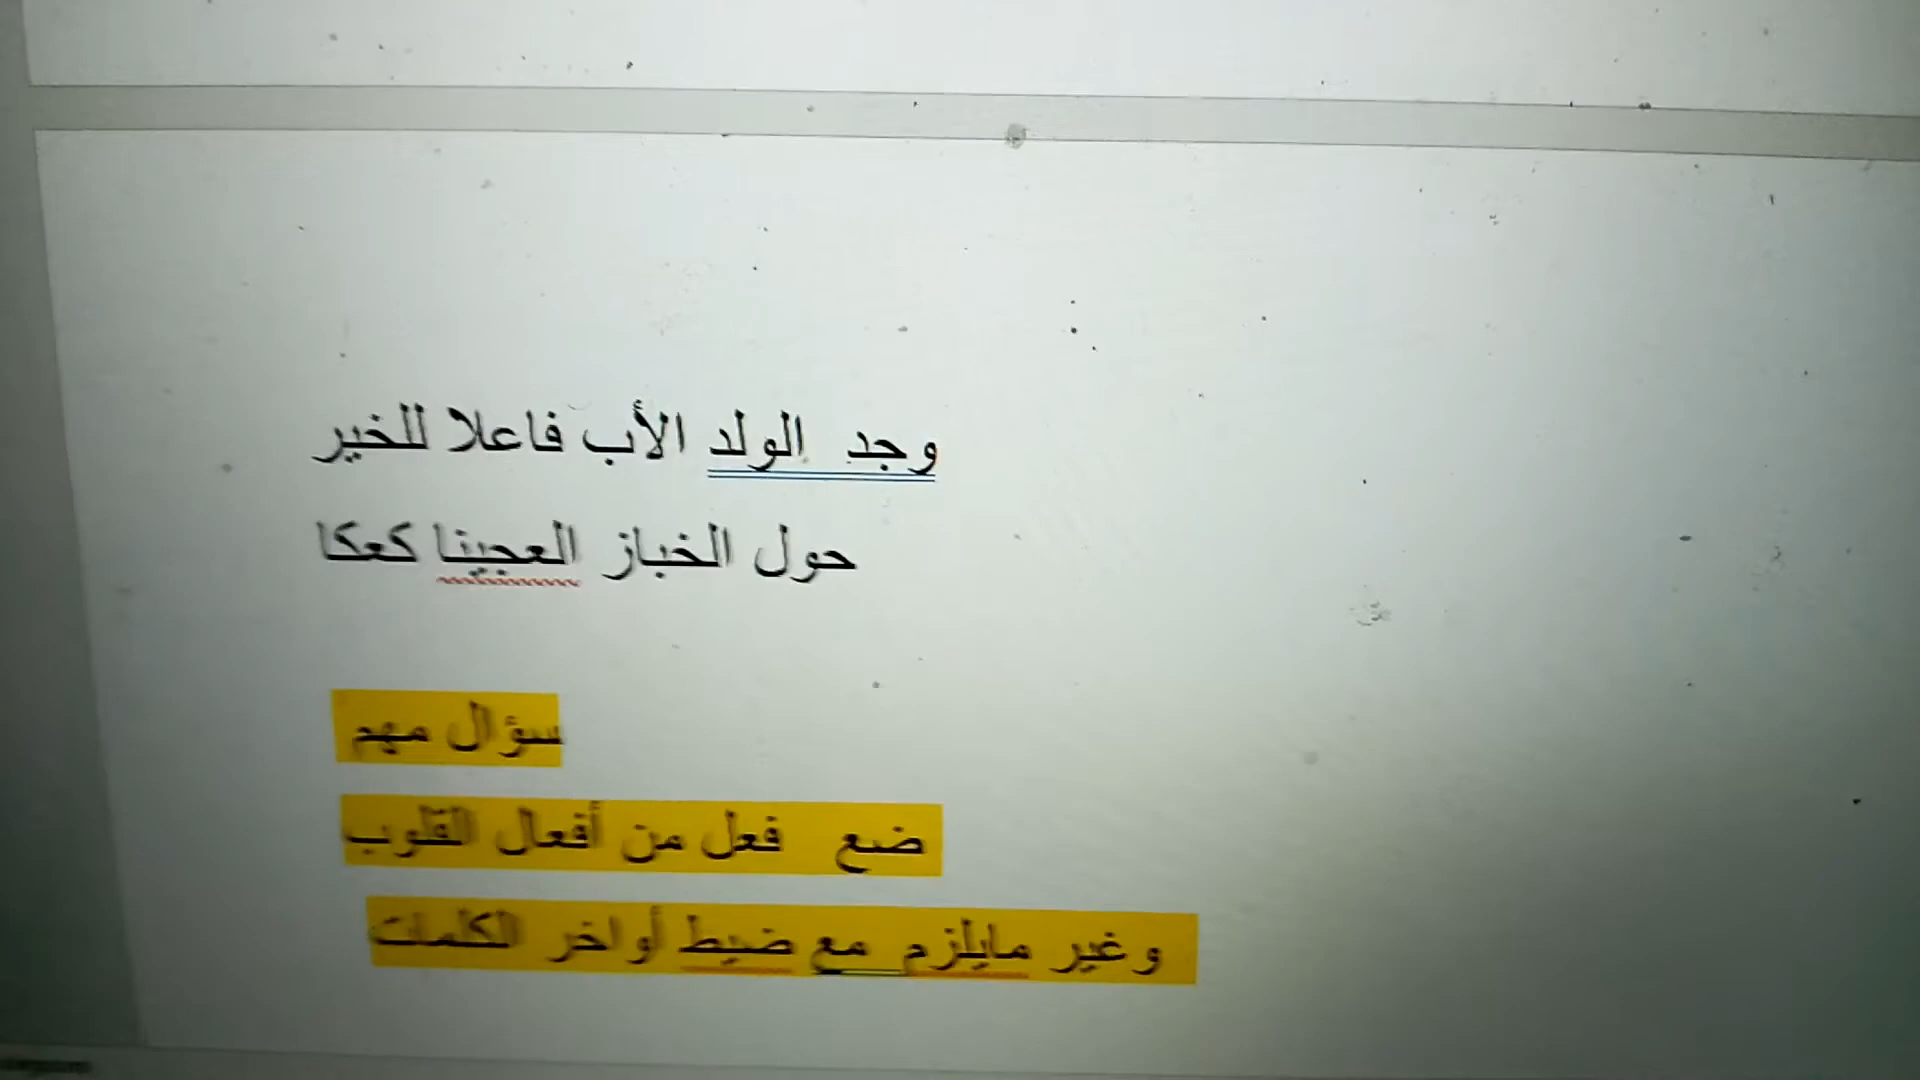 وجد الولد الأب فاعلا للخير
حول الخباز العجينا كعكا
سؤال مهم
ضع فعل من أفعال القلوب
وغير مايلزم مع ضبط أواخر الكلمات